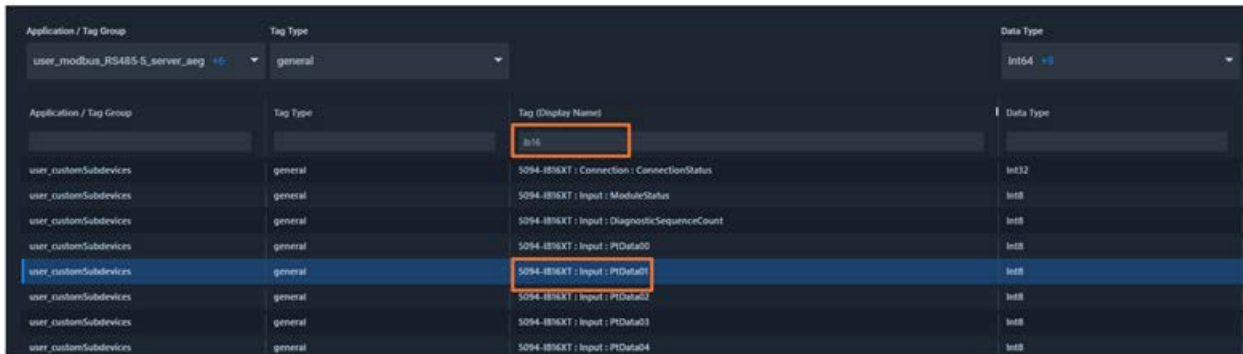 Application / Tag Group Tag Type Data Type
user_modbus_RS485-5_server_aeg +6 general Int64 +9
Application / Tag Group Tag Type Tag (Display Name) Data Type
ib16
user_customSubdevices general 5094-IB16XT : Connection : ConnectionStatus Int32
user_customSubdevices general 5094-IB16XT : Input : ModuleStatus Int8
user_customSubdevices general 5094-IB16XT : Input : DiagnosticSequenceCount Int8
user_customSubdevices general 5094-IB16XT : Input : PtData00 Int8
user_customSubdevices general 5094-IB16XT : Input : PtData01 Int8
user_customSubdevices general 5094-IB16XT : Input : PtData02 Int8
user_customSubdevices general 5094-IB16XT : Input : PtData03 Int8
user_customSubdevices general 5094-IB16XT : Input : PtData04 Int8